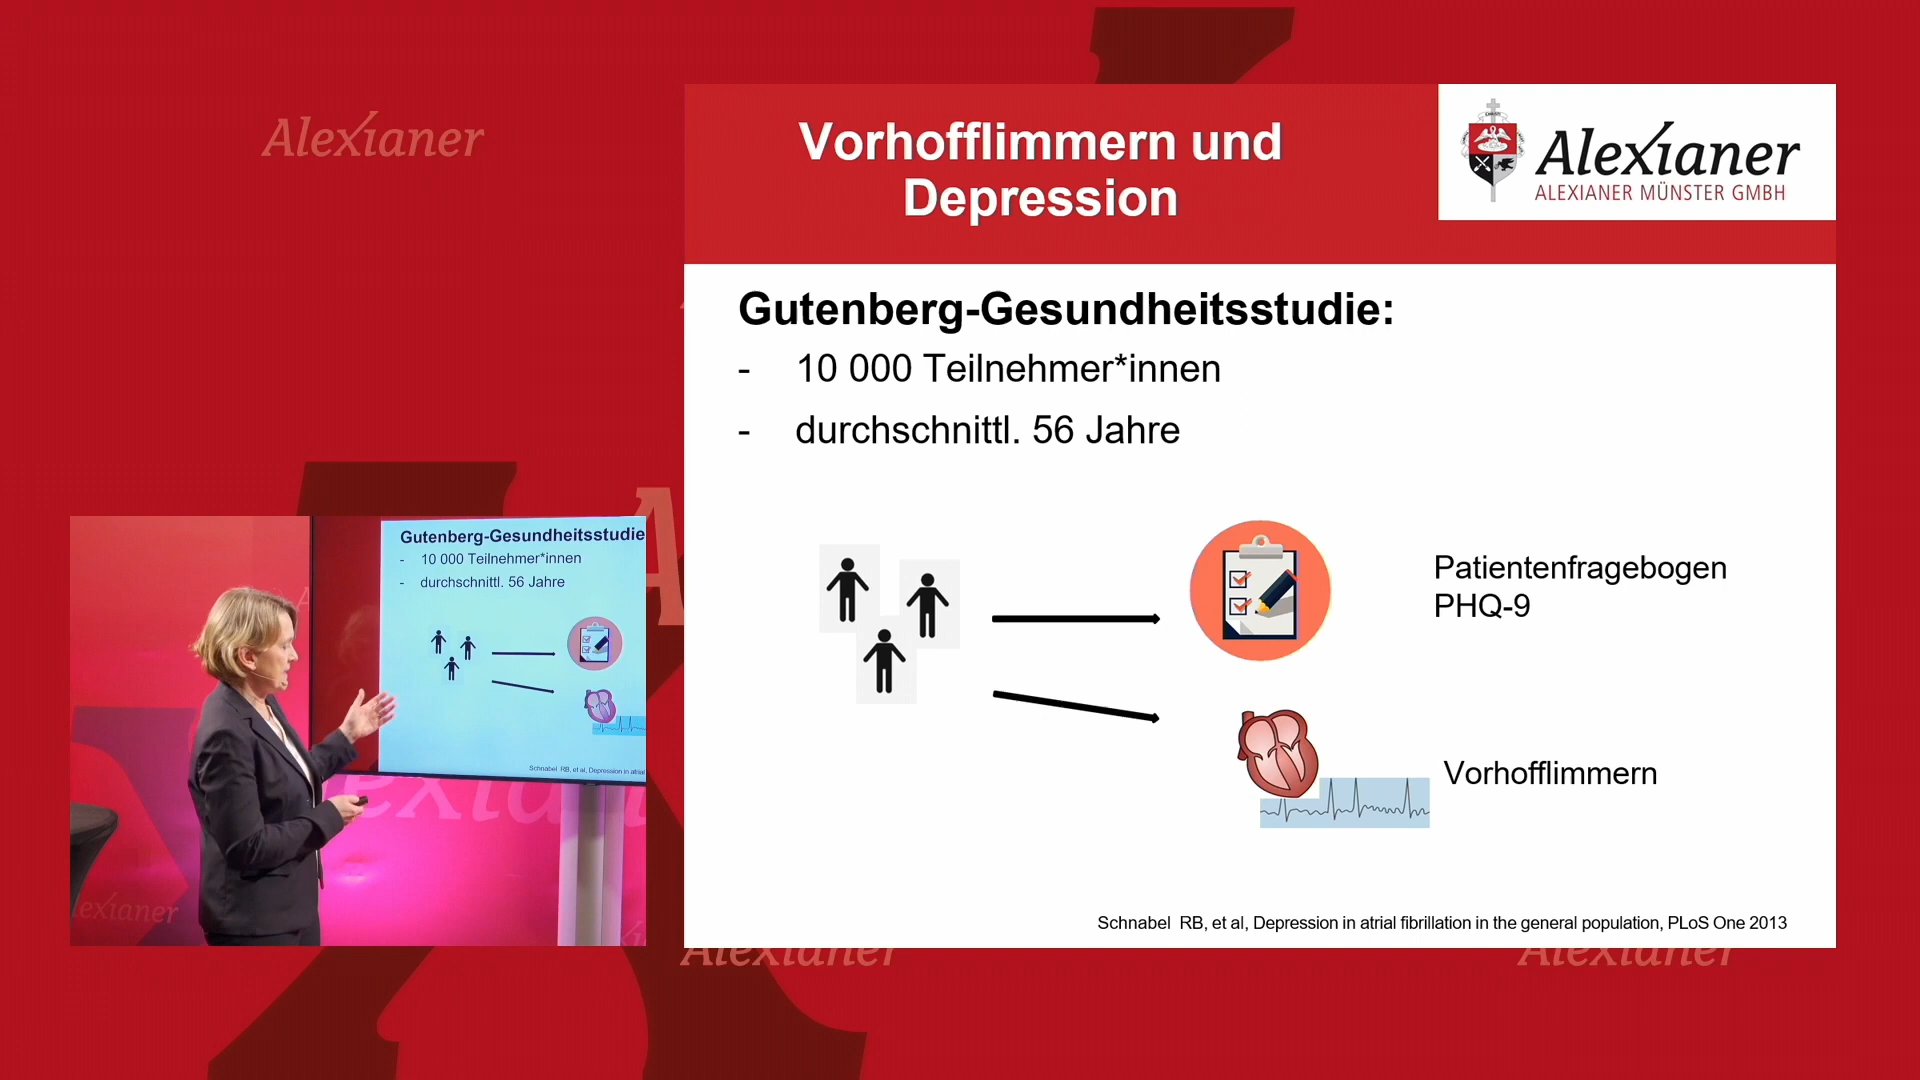 Alexianer
Vorhofflimmern und
Depression
Alexianer
ALEXIANER MÜNSTER GMBH
Gutenberg-Gesundheitsstudie:
- 10 000 Teilnehmer*innen
- durchschnittl. 56 Jahre
Patientenfragebogen
PHQ-9
Vorhofflimmern
Schnabel RB, et al, Depression in atrial fibrillation in the general population, PLoS One 2013
Gutenberg-Gesundheitsstudie
- 10 000 Teilnehmer*innen
- durchschnittl. 56 Jahre
Schnabel RB, et al, Depression in atrial
lexianer
Alexianer
Alexianer